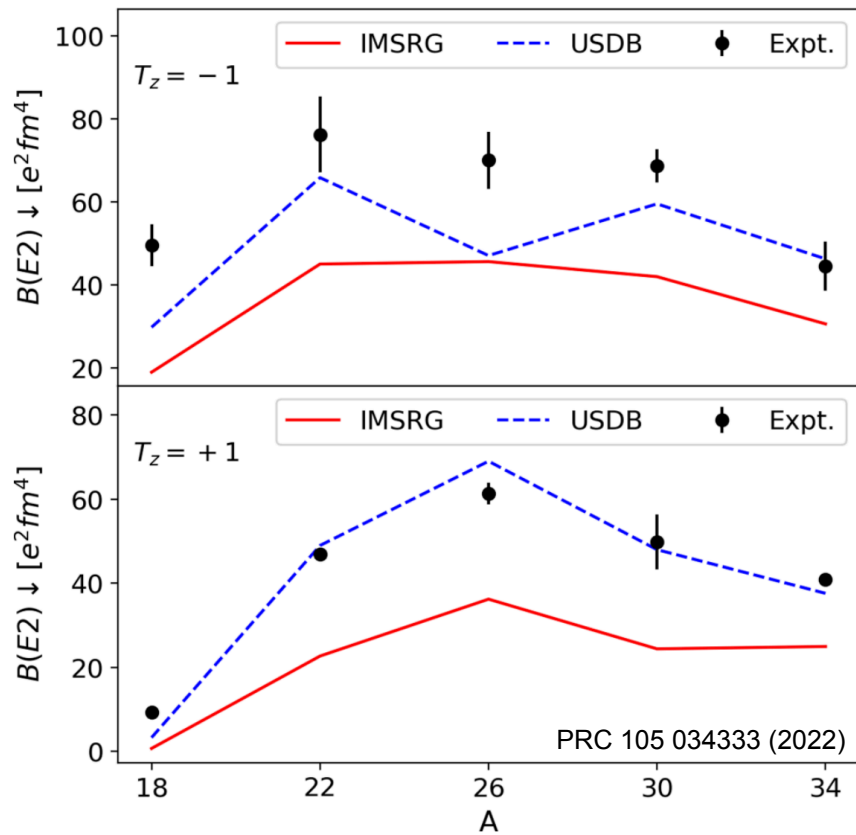 IMSRG USDB Expt.
T_z = −1
B(E2) ↓ [e²fm⁴]
100
80
60
40
20
IMSRG USDB Expt.
T_z = +1
B(E2) ↓ [e²fm⁴]
80
60
40
20
0
PRC 105 034333 (2022)
18 22 26 30 34
A